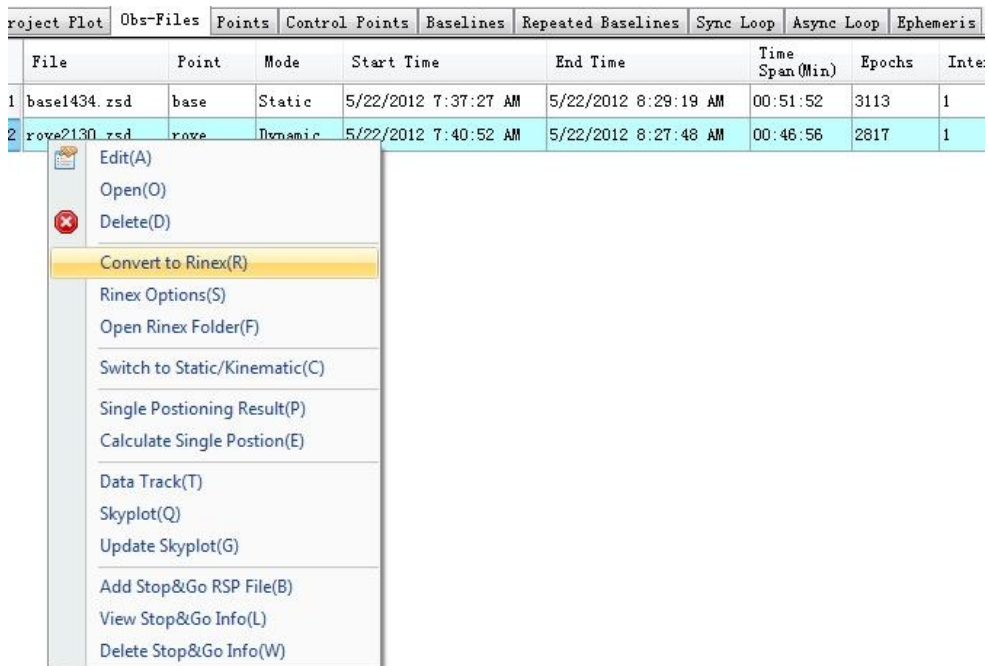 roject Plot Obs-Files Points Control Points Baselines Repeated Baselines Sync Loop Async Loop Ephemeris
File Point Mode Start Time End Time Time Span(Min) Epochs Inte
1 base1434.zsd base Static 5/22/2012 7:37:27 AM 5/22/2012 8:29:19 AM 00:51:52 3113 1
2 rove2130.zsd rove Dynamic 5/22/2012 7:40:52 AM 5/22/2012 8:27:48 AM 00:46:56 2817 1
Edit(A)
Open(O)
Delete(D)
Convert to Rinex(R)
Rinex Options(S)
Open Rinex Folder(F)
Switch to Static/Kinematic(C)
Single Postioning Result(P)
Calculate Single Postion(E)
Data Track(T)
Skyplot(Q)
Update Skyplot(G)
Add Stop&Go RSP File(B)
View Stop&Go Info(L)
Delete Stop&Go Info(W)